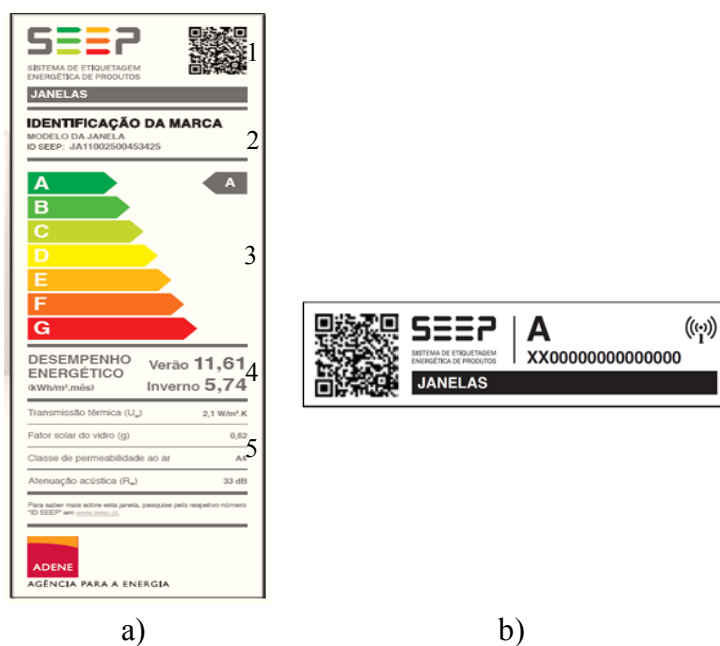 SEEP
1
SISTEMA DE ETIQUETAGEM
ENERGÉTICA DE PRODUTOS
JANELAS
IDENTIFICAÇÃO DA MARCA
MODELO DA JANELA
ID SEEP: JA11002500453425
2
A
A
B
C
D
3
E
F
G
DESEMPENHO
ENERGÉTICO
(kWh/m².mês)
Verão 11,61
4
Inverno 5,74
Transmissão térmica (Uw) 2,1 W/m².K
Fator solar do vidro (g) 0,62
5
Classe de permeabilidade ao ar A4
Atenuação acústica (Rw) 33 dB
Para saber mais sobre esta janela, pesquise pelo respetivo número
"ID SEEP" em www.seep.pt.
ADENE
AGÊNCIA PARA A ENERGIA
a)
SEEP
SISTEMA DE ETIQUETAGEM
ENERGÉTICA DE PRODUTOS
A
XX00000000000000
JANELAS
b)